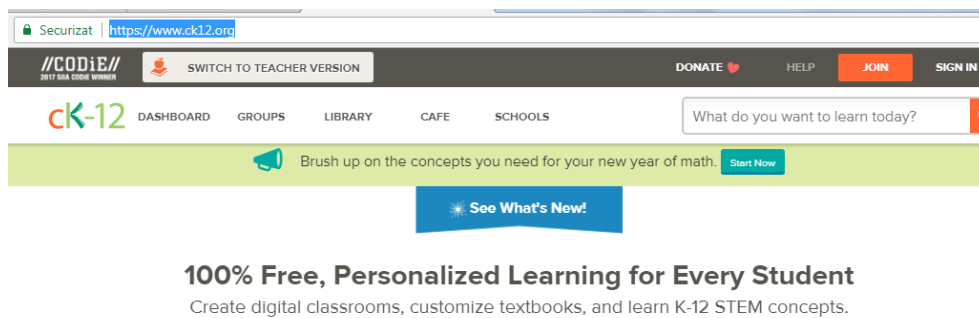 Securizat https://www.ck12.org
//CODiE// SWITCH TO TEACHER VERSION DONATE HELP JOIN SIGN IN
2017 SIIA CODIE WINNER
cK-12 DASHBOARD GROUPS LIBRARY CAFE SCHOOLS What do you want to learn today?
Brush up on the concepts you need for your new year of math. Start Now
See What's New!
100% Free, Personalized Learning for Every Student
Create digital classrooms, customize textbooks, and learn K-12 STEM concepts.